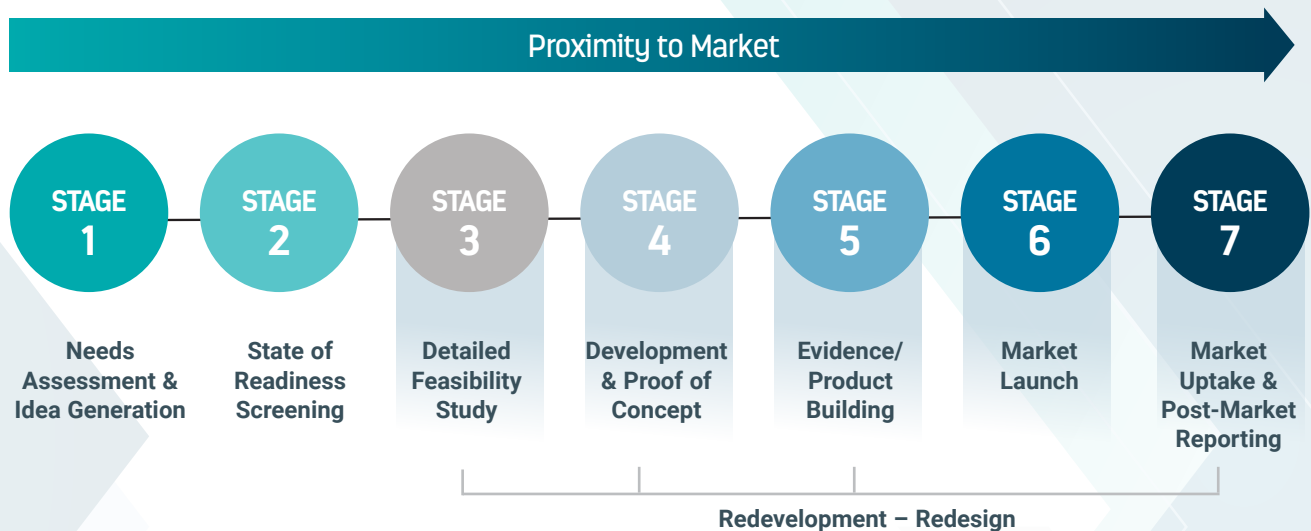 Proximity to Market
STAGE
1
STAGE
2
STAGE
3
STAGE
4
STAGE
5
STAGE
6
STAGE
7
Needs
Assessment &
Idea Generation
State of
Readiness
Screening
Detailed
Feasibility
Study
Development
& Proof of
Concept
Evidence/
Product
Building
Market
Launch
Market
Uptake &
Post-Market
Reporting
Redevelopment – Redesign